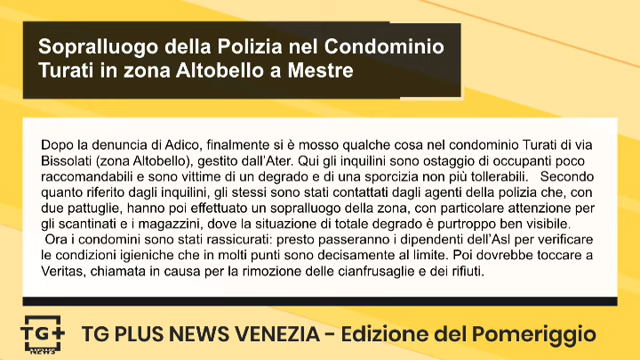 Sopralluogo della Polizia nel Condominio
Turati in zona Altobello a Mestre
Dopo la denuncia di Adico, finalmente si è mosso qualche cosa nel condominio Turati di via
Bissolati (zona Altobello), gestito dall'Ater. Qui gli inquilini sono ostaggio di occupanti poco
raccomandabili e sono vittime di un degrado e di una sporcizia non più tollerabili. Secondo
quanto riferito dagli inquilini, gli stessi sono stati contattati dagli agenti della polizia che, con
due pattuglie, hanno poi effettuato un sopralluogo della zona, con particolare attenzione per
gli scantinati e i magazzini, dove la situazione di totale degrado è purtroppo ben visibile.
Ora i condomini sono stati rassicurati: presto passeranno i dipendenti dell'Asl per verificare
le condizioni igieniche che in molti punti sono decisamente al limite. Poi dovrebbe toccare a
Veritas, chiamata in causa per la rimozione delle cianfrusaglie e dei rifiuti.
TG+
NEWS
TG PLUS NEWS VENEZIA - Edizione del Pomeriggio